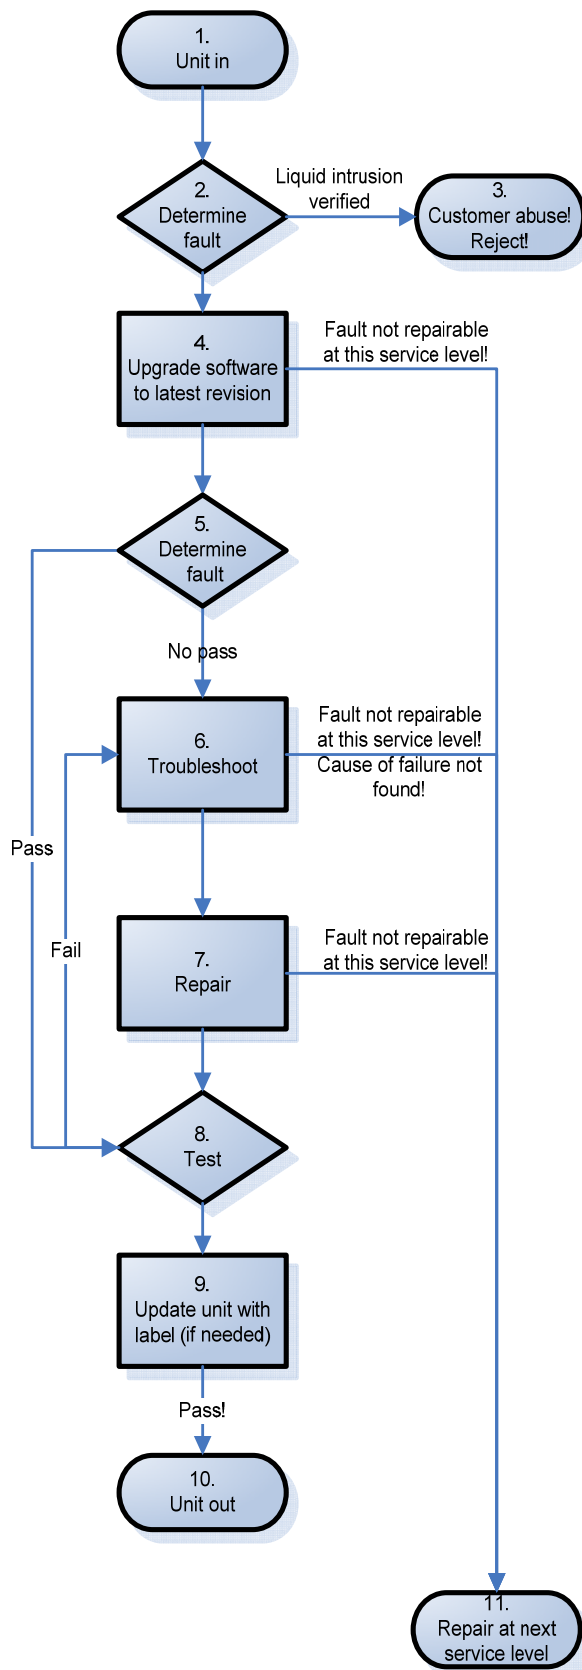 1.
Unit in
2.
Determine
fault
Liquid intrusion
verified
3.
Customer abuse!
Reject!
4.
Upgrade software
to latest revision
Fault not repairable
at this service level!
5.
Determine
fault
No pass
6.
Troubleshoot
Fault not repairable
at this service level!
Cause of failure not
found!
Pass
Fail
7.
Repair
Fault not repairable
at this service level!
8.
Test
9.
Update unit with
label (if needed)
Pass!
10.
Unit out
11.
Repair at next
service level